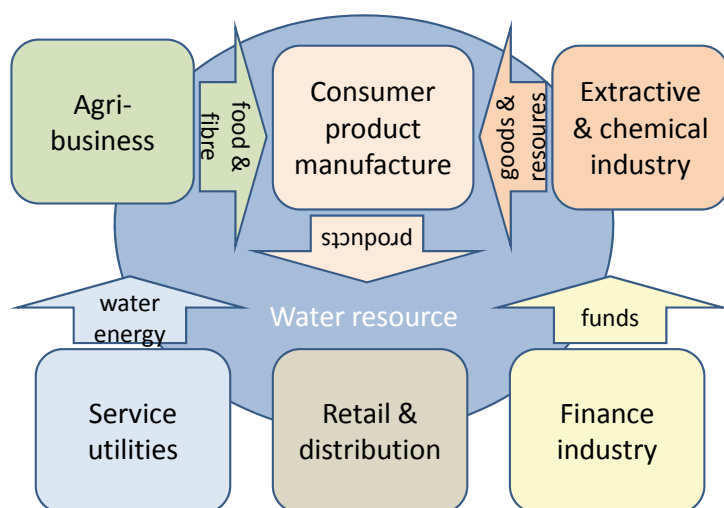 Agri-
business
food &
fibre
Consumer
product
manufacture
goods &
resoures
Extractive
& chemical
industry
products
water
energy
Water resource
funds
Service
utilities
Retail &
distribution
Finance
industry